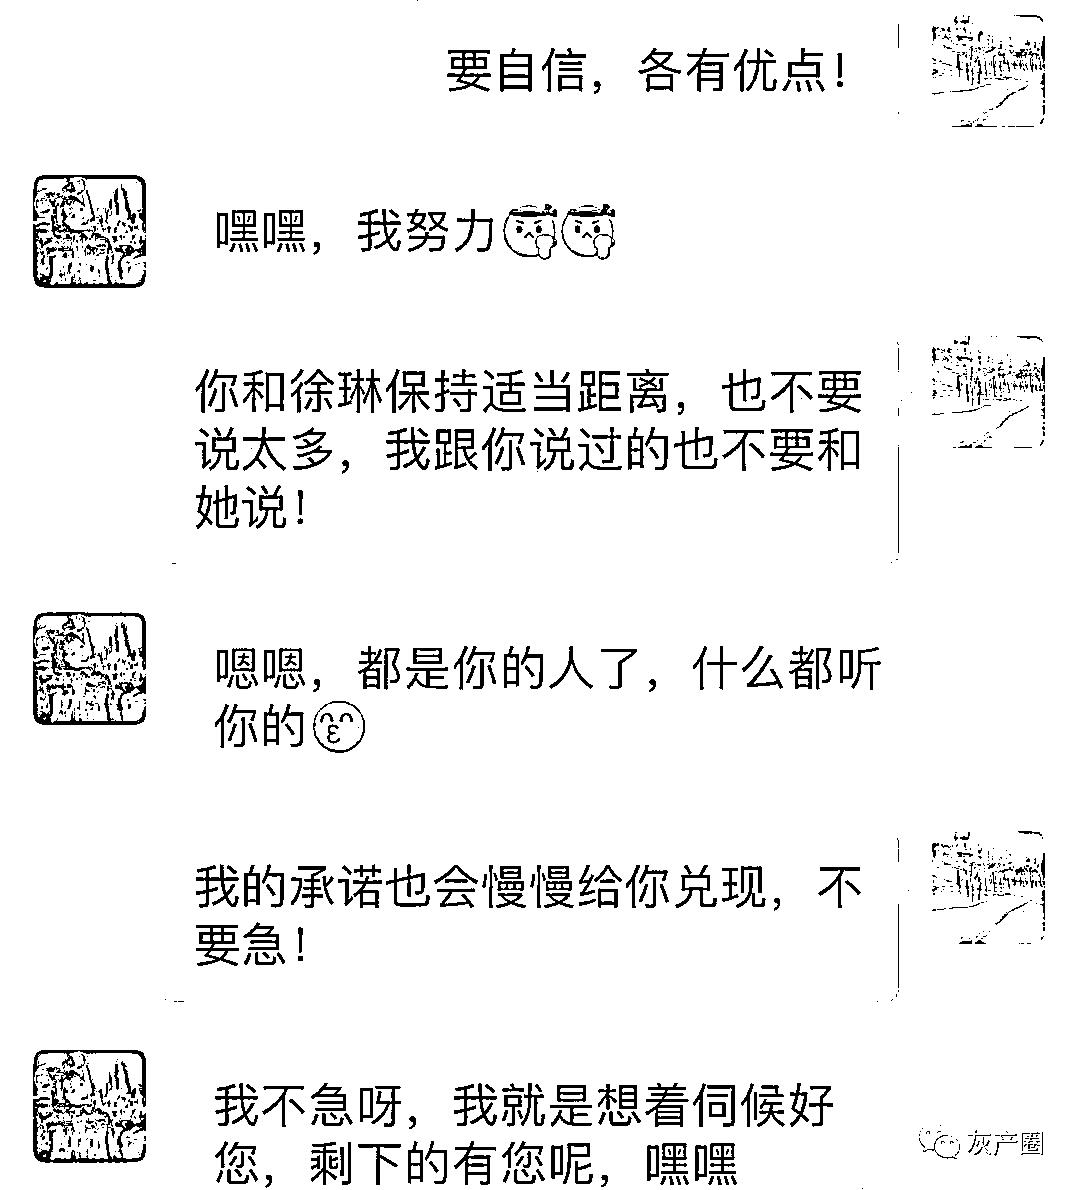 要自信，各有优点！
嘿嘿，我努力
你和徐琳保持适当距离，也不要
说太多，我跟你说过的也不要和
她说！
嗯嗯，都是你的人了，什么都听
你的
我的承诺也会慢慢给你兑现，不
要急！
我不急呀，我就是想着伺候好
您，剩下的有您呢，嘿嘿
灰产圈